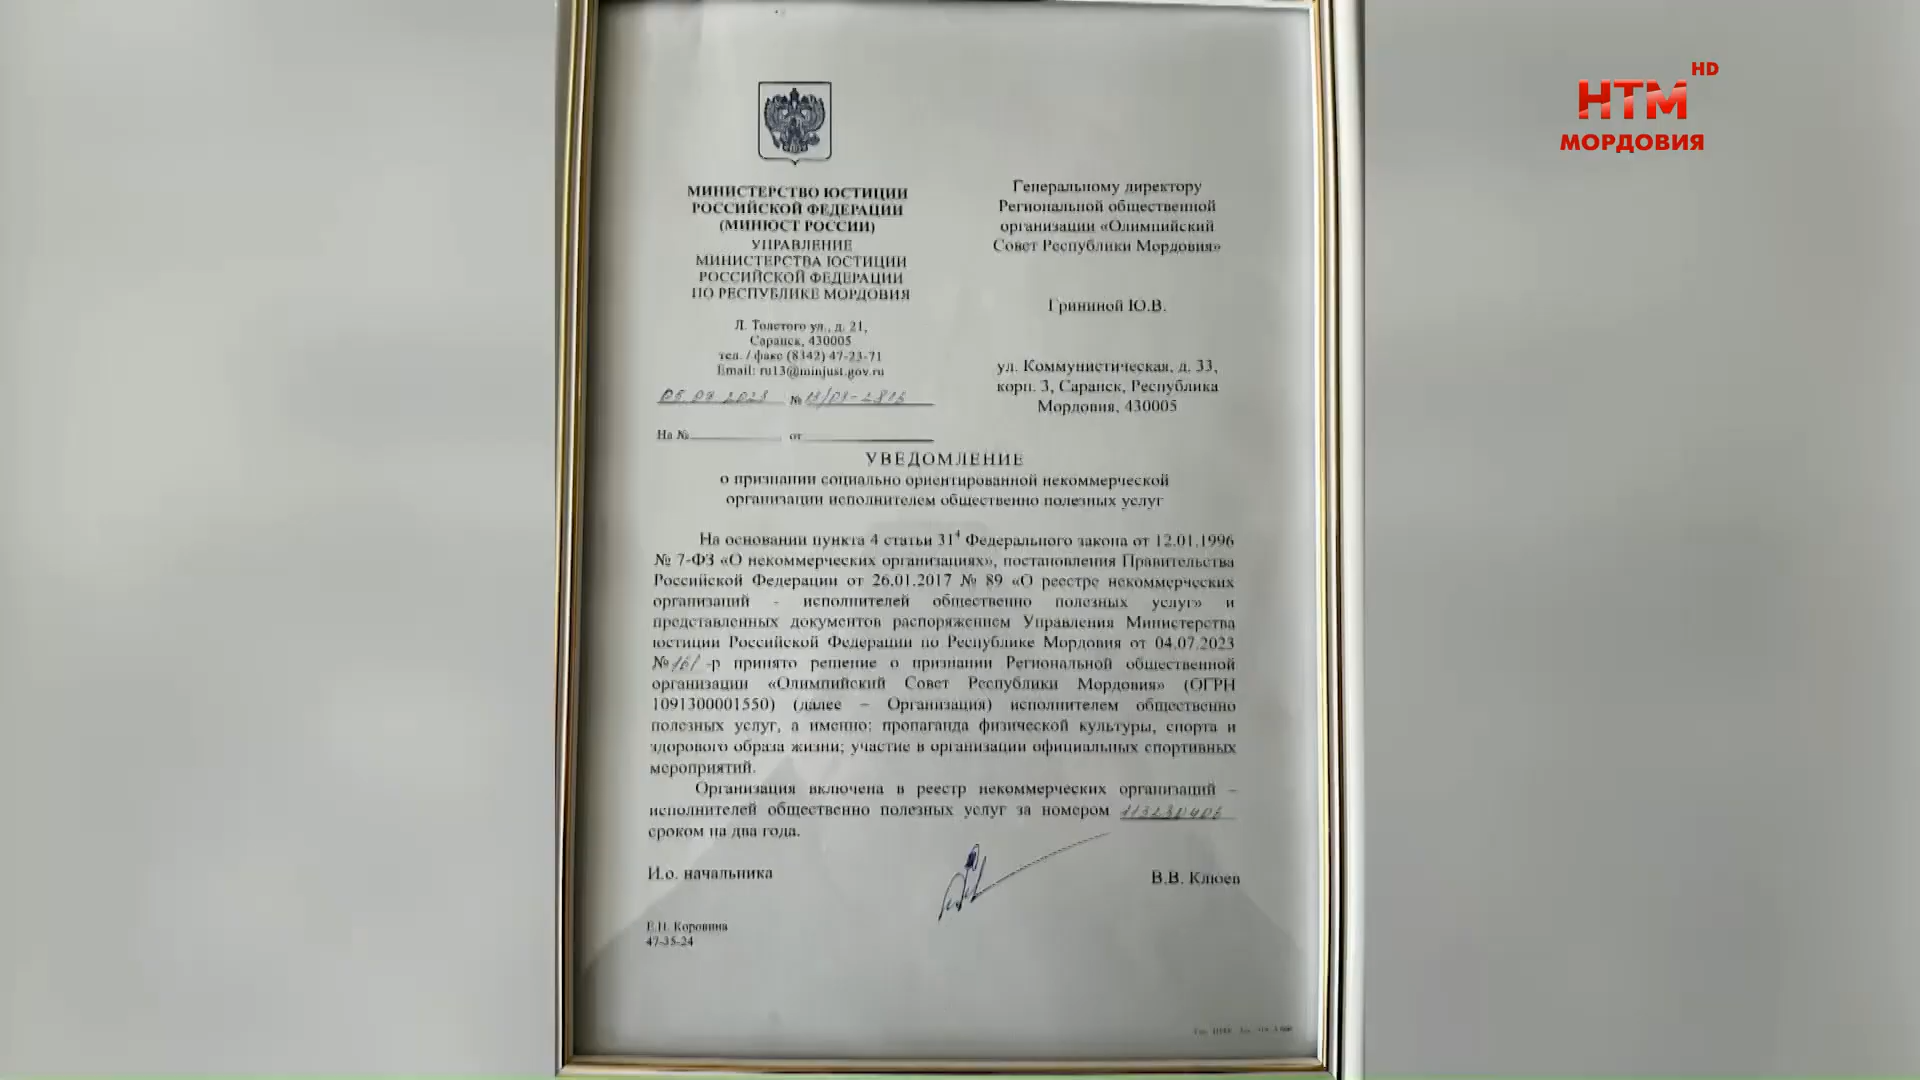 HD
НТМ
МОРДОВИЯ
МИНИСТЕРСТВО ЮСТИЦИИ
РОССИЙСКОЙ ФЕДЕРАЦИИ
(МИНЮСТ РОССИИ)
УПРАВЛЕНИЕ
МИНИСТЕРСТВА ЮСТИЦИИ
РОССИЙСКОЙ ФЕДЕРАЦИИ
ПО РЕСПУБЛИКЕ МОРДОВИЯ
Л. Толстого ул., д. 21,
Саранск, 430005
тел. / факс (8342) 47-23-71
Email: ru13@minjust.gov.ru
№
На № от
Генеральному директору
Региональной общественной
организации «Олимпийский
Совет Республики Мордовия»
Грининой Ю.В.
ул. Коммунистическая, д. 33,
корп. 3, Саранск, Республика
Мордовия, 430005
УВЕДОМЛЕНИЕ
о признании социально ориентированной некоммерческой
организации исполнителем общественно полезных услуг
На основании пункта 4 статьи 31⁴ Федерального закона от 12.01.1996
№ 7-ФЗ «О некоммерческих организациях», постановления Правительства
Российской Федерации от 26.01.2017 № 89 «О реестре некоммерческих
организаций - исполнителей общественно полезных услуг» и
представленных документов распоряжением Управления Министерства
юстиции Российской Федерации по Республике Мордовия от 04.07.2023
№ 161 -р принято решение о признании Региональной общественной
организации «Олимпийский Совет Республики Мордовия» (ОГРН
1091300001550) (далее – Организация) исполнителем общественно
полезных услуг, а именно: пропаганда физической культуры, спорта и
здорового образа жизни; участие в организации официальных спортивных
мероприятий.
Организация включена в реестр некоммерческих организаций –
исполнителей общественно полезных услуг за номером
сроком на два года.
И.о. начальника
В.В. Клюев
Е.Н. Коровина
47-35-24